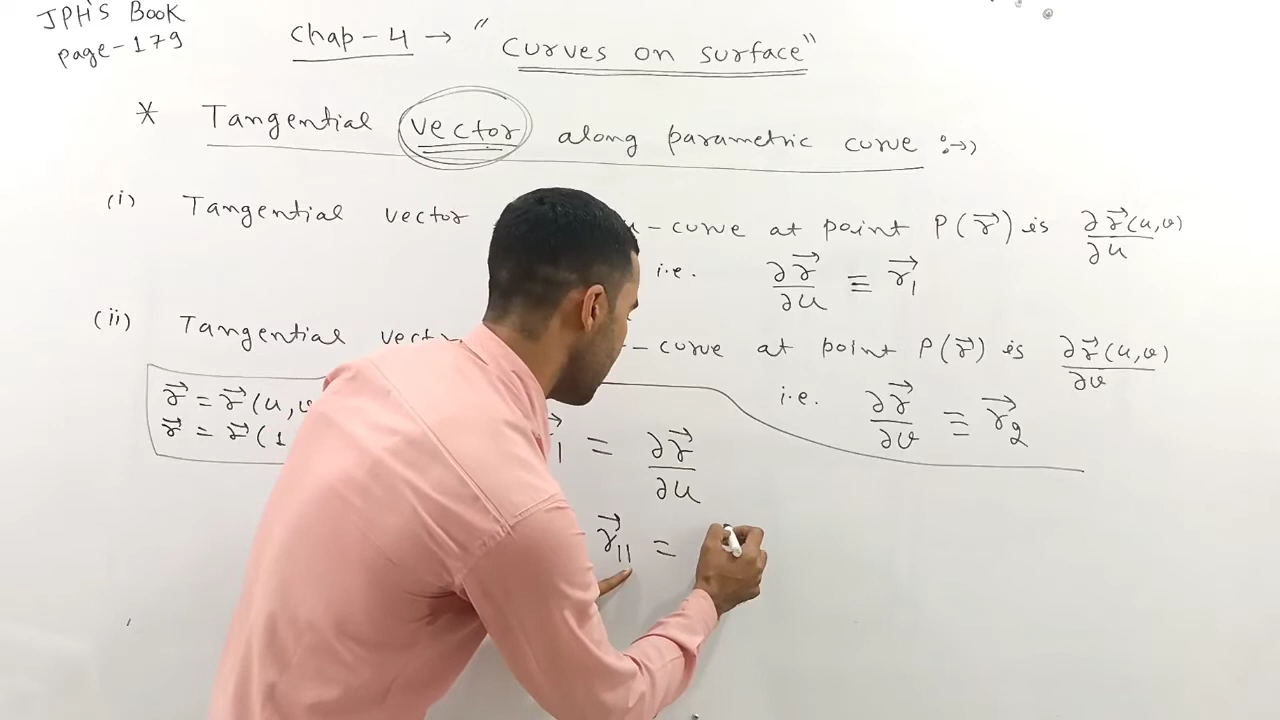 JPH'S Book
page-179
Chap-4 → "Curves on surface"
* Tangential vector along parametric curve :→)
(i) Tangential vector u-curve at point P(r⃗) is ∂r⃗(u,v)/∂u
i.e. ∂r⃗/∂u ≡ r⃗₁
(ii) Tangential -curve at point P(r⃗) is ∂r⃗(u,v)/∂v
i.e. ∂r⃗/∂v ≡ r⃗₂
r⃗ = r⃗(u,v
r⃗ = r⃗(1
₁ = ∂r⃗/∂u
r⃗₁₁ =